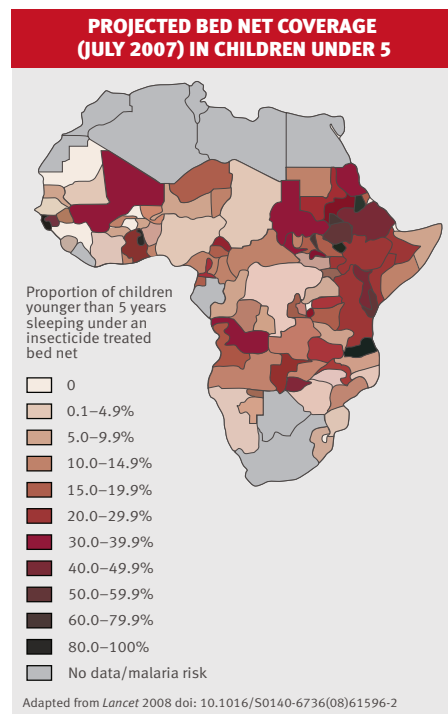 PROJECTED BED NET COVERAGE
(JULY 2007) IN CHILDREN UNDER 5
Proportion of children
younger than 5 years
sleeping under an
insecticide treated
bed net
0
0.1–4.9%
5.0–9.9%
10.0–14.9%
15.0–19.9%
20.0–29.9%
30.0–39.9%
40.0–49.9%
50.0–59.9%
60.0–79.9%
80.0–100%
No data/malaria risk
Adapted from Lancet 2008 doi: 10.1016/S0140-6736(08)61596-2